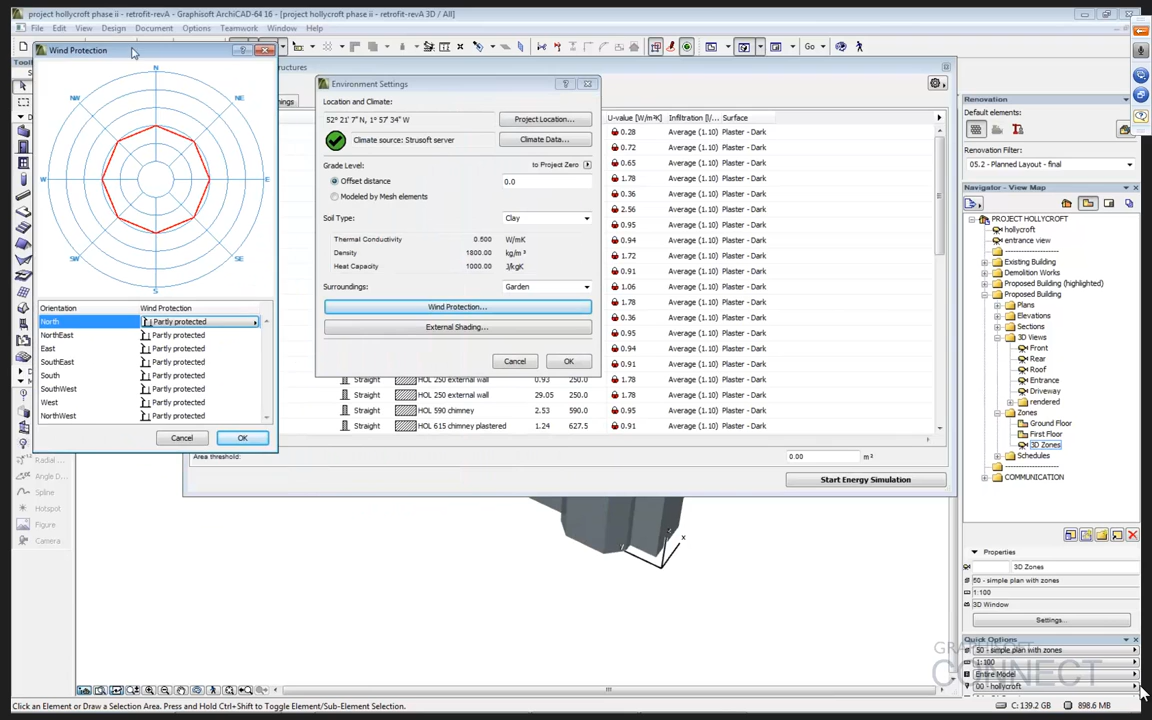 project hollycroft phase ii - retrofit-revA - Graphisoft ArchiCAD-64 16 - [project hollycroft phase ii - retrofit-revA 3D / All]
File Edit View Design Document Options Teamwork Window Help
Go
Wind Protection
N
NE
E
SE
S
SW
W
NW
Orientation Wind Protection
North Partly protected
NorthEast Partly protected
East Partly protected
SouthEast Partly protected
South Partly protected
SouthWest Partly protected
West Partly protected
NorthWest Partly protected
Cancel OK
Radial...
Angle D...
Spline
Hotspot
Figure
Camera
Environment Settings
Location and Climate:
52° 21' 7" N, 1° 57' 34" W Project Location...
Climate source: Strusoft server Climate Data...
Grade Level: to Project Zero
Offset distance 0.0
Modeled by Mesh elements
Soil Type: Clay
Thermal Conductivity 0.500 W/mK
Density 1800.00 kg/m³
Heat Capacity 1000.00 J/kgK
Surroundings: Garden
Wind Protection...
External Shading...
Cancel OK
U-value [W/m²K] Infiltration [l/... Surface
0.28 Average (1.10) Plaster - Dark
0.72 Average (1.10) Plaster - Dark
0.65 Average (1.10) Plaster - Dark
1.78 Average (1.10) Plaster - Dark
0.36 Average (1.10) Plaster - Dark
2.56 Average (1.10) Plaster - Dark
0.95 Average (1.10) Plaster - Dark
0.94 Average (1.10) Plaster - Dark
1.72 Average (1.10) Plaster - Dark
0.91 Average (1.10) Plaster - Dark
1.06 Average (1.10) Plaster - Dark
1.78 Average (1.10) Plaster - Dark
0.36 Average (1.10) Plaster - Dark
0.95 Average (1.10) Plaster - Dark
0.94 Average (1.10) Plaster - Dark
0.91 Average (1.10) Plaster - Dark
Straight HOL 250 external wall 0.93 250.0 0.36 Average (1.10) Plaster - Dark
Straight HOL 250 external wall 29.05 250.0 1.78 Average (1.10) Plaster - Dark
Straight HOL 590 chimney 2.53 590.0 0.95 Average (1.10) Plaster - Dark
Straight HOL 615 chimney plastered 1.24 627.5 0.91 Average (1.10) Plaster - Dark
Area threshold: 0.00 m²
Start Energy Simulation
x
Renovation
Default elements:
Renovation Filter:
05.2 - Planned Layout - final
Navigator - View Map
PROJECT HOLLYCROFT
hollycroft
entrance view
--------------------
Existing Building
Demolition Works
Proposed Building (highlighted)
Proposed Building
Plans
Elevations
Sections
3D Views
Front
Rear
Roof
Entrance
Driveway
rendered
Zones
Ground Floor
First Floor
3D Zones
Schedules
--------------------
COMMUNICATION
Properties
3D Zones
50 - simple plan with zones
1:100
3D Window
Settings...
Quick Options
50 - simple plan with zones
1:100
Entire Model
00 - hollycroft
GRAPHISOFT
CONNECT
Click an Element or Draw a Selection Area. Press and Hold Ctrl+Shift to Toggle Element/Sub-Element Selection.
C: 139.2 GB 898.6 MB